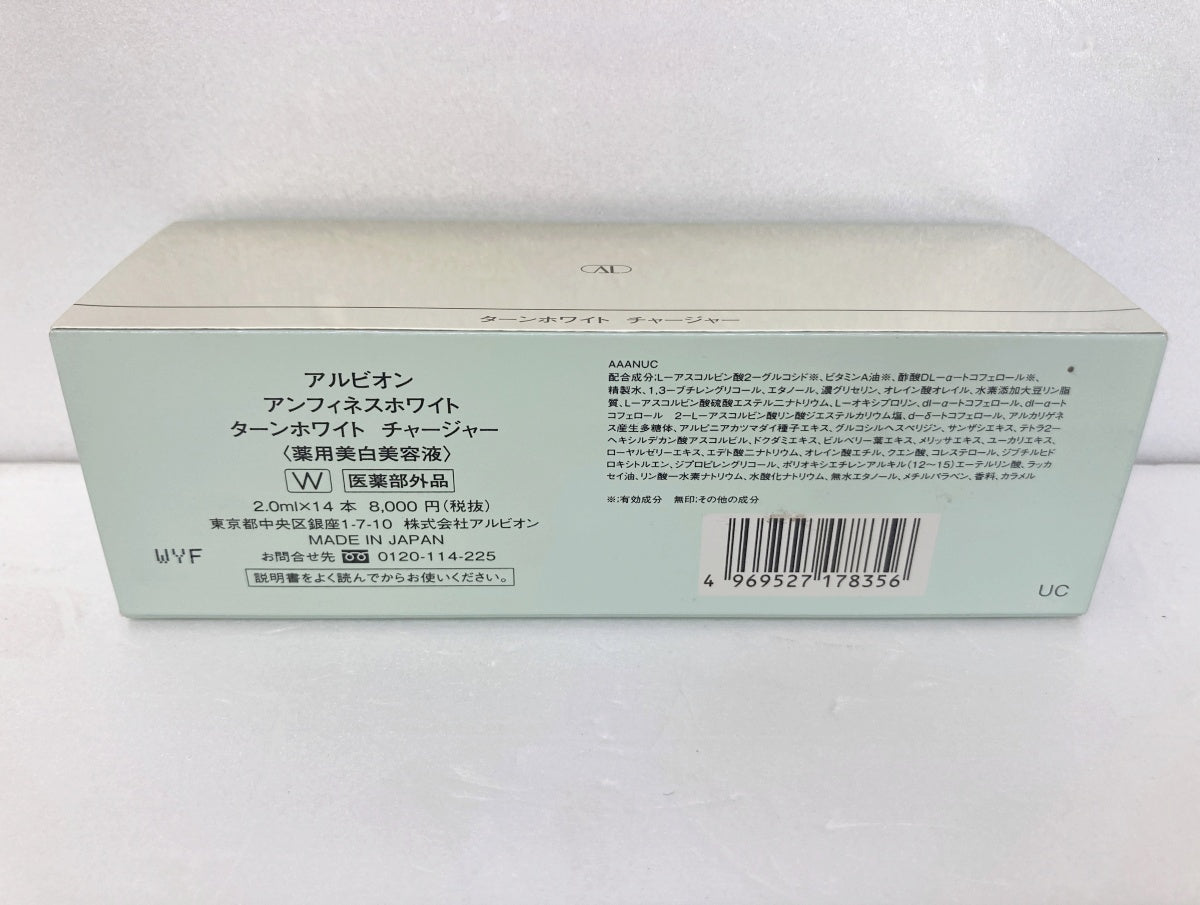 AL
ターンホワイト チャージャー
アルビオン
アンフィネスホワイト
ターンホワイト チャージャー
〈薬用美白美容液〉
W 医薬部外品
2.0ml×14本 8,000円(税抜)
東京都中央区銀座1-7-10 株式会社アルビオン
MADE IN JAPAN
お問合せ先 0120-114-225
説明書をよく読んでからお使いください。
WYF
AAANUC
配合成分;L-アスコルビン酸2-グルコシド※、ビタミンA油※、酢酸DL-α-トコフェロール※、
精製水、1,3-ブチレングリコール、エタノール、濃グリセリン、オレイン酸オレイル、水素添加大豆リン脂
質、L-アスコルビン酸硫酸エステル二ナトリウム、L-オキシプロリン、dl-α-トコフェロール、dl-α-ト
コフェロール 2-L-アスコルビン酸リン酸ジエステルカリウム塩、d-δ-トコフェロール、アルカリゲネ
ス産生多糖体、アルピニアカツマダイ種子エキス、グルコシルヘスペリジン、サンザシエキス、テトラ2-
ヘキシルデカン酸アスコルビル、ドクダミエキス、ビルベリー葉エキス、メリッサエキス、ユーカリエキス、
ローヤルゼリーエキス、エデト酸二ナトリウム、オレイン酸エチル、クエン酸、コレステロール、ジブチルヒド
ロキシトルエン、ジプロピレングリコール、ポリオキシエチレンアルキル(12〜15)エーテルリン酸、ラッカ
セイ油、リン酸一水素ナトリウム、水酸化ナトリウム、無水エタノール、メチルパラベン、香料、カラメル
※;有効成分 無印;その他の成分
4 969527 178356
UC